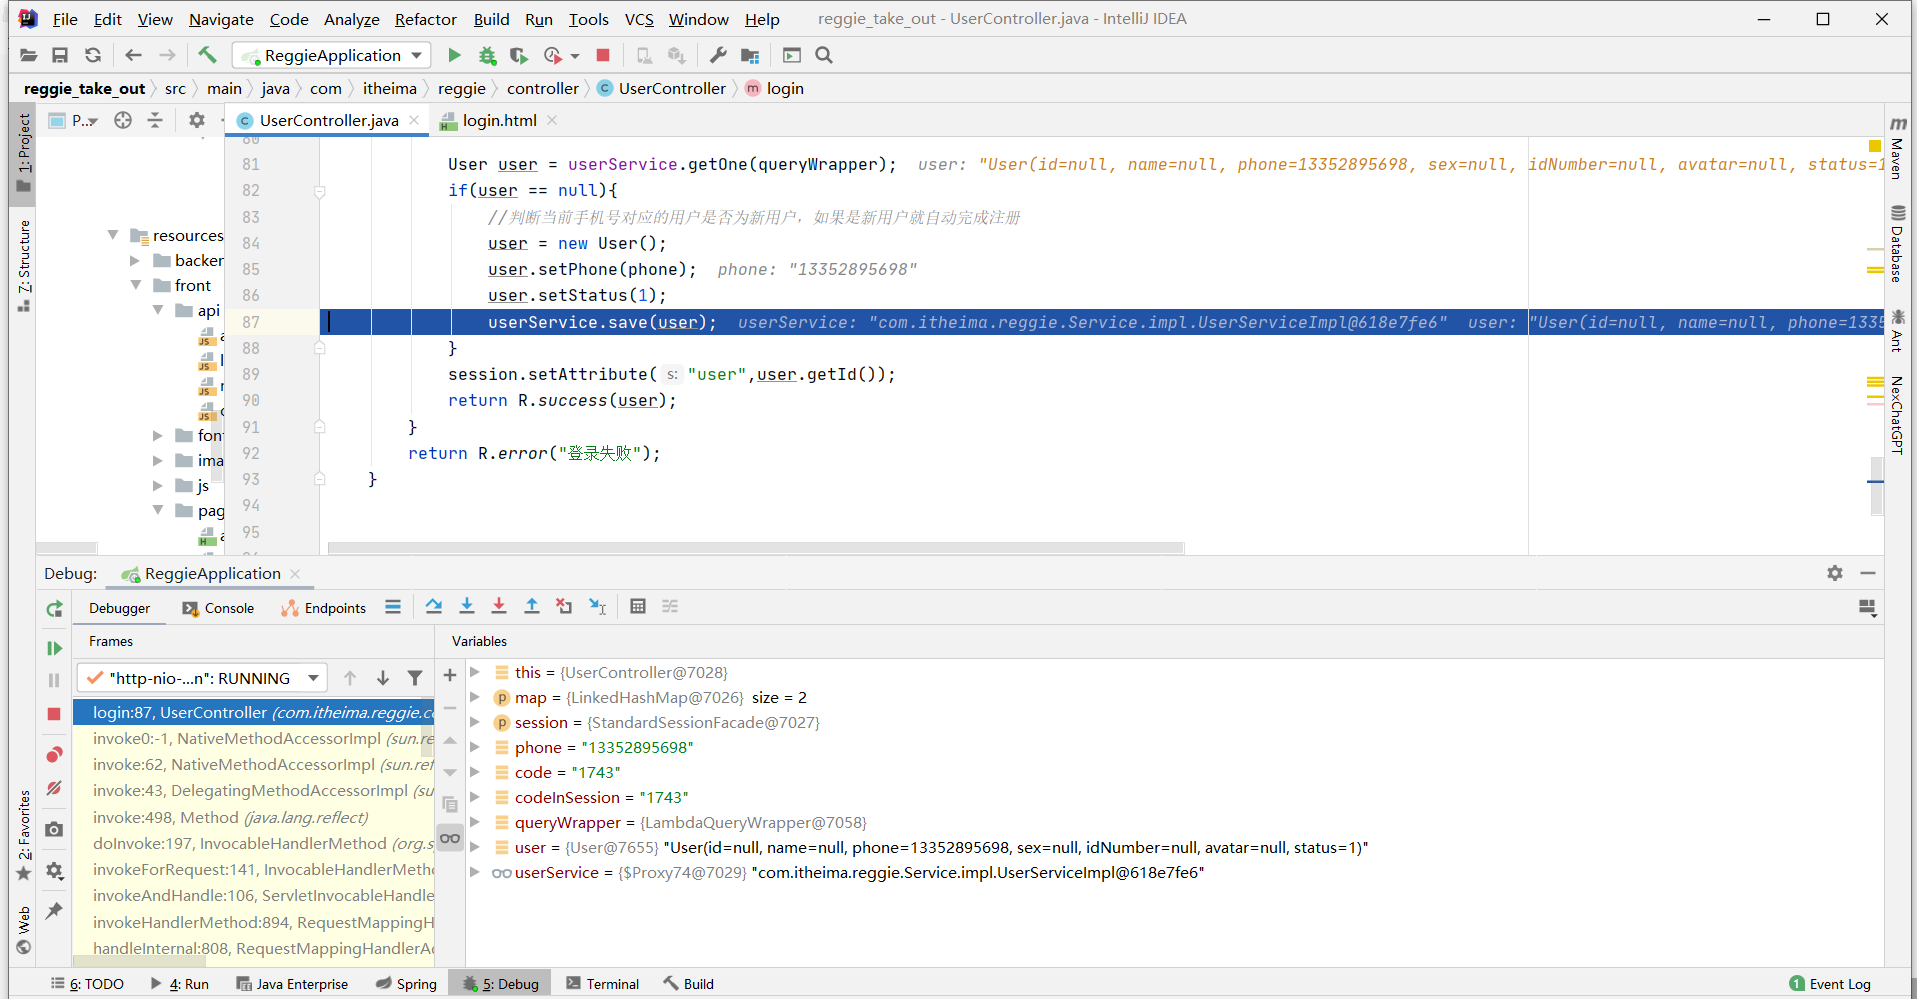 File Edit View Navigate Code Analyze Refactor Build Run Tools VCS Window Help reggie_take_out - UserController.java - IntelliJ IDEA
ReggieApplication
reggie_take_out src main java com itheima reggie controller UserController login
1: Project
7: Structure
2: Favorites
Web
P...
resources
backer
front
api
font
ima
js
pag
UserController.java login.html
80
81 User user = userService.getOne(queryWrapper); user: "User(id=null, name=null, phone=13352895698, sex=null, idNumber=null, avatar=null, status=1
82 if(user == null){
83 //判断当前手机号对应的用户是否为新用户，如果是新用户就自动完成注册
84 user = new User();
85 user.setPhone(phone); phone: "13352895698"
86 user.setStatus(1);
87 userService.save(user); userService: "com.itheima.reggie.Service.impl.UserServiceImpl@618e7fe6" user: "User(id=null, name=null, phone=1335
88 }
89 session.setAttribute( s: "user",user.getId());
90 return R.success(user);
91 }
92 return R.error("登录失败");
93 }
94
95
Maven
Database
Ant
NexChatGPT
Debug: ReggieApplication
Debugger Console Endpoints
Frames
"http-nio-...n": RUNNING
login:87, UserController (com.itheima.reggie.co
invoke0:-1, NativeMethodAccessorImpl (sun.re
invoke:62, NativeMethodAccessorImpl (sun.ref
invoke:43, DelegatingMethodAccessorImpl (su
invoke:498, Method (java.lang.reflect)
doInvoke:197, InvocableHandlerMethod (org.s
invokeForRequest:141, InvocableHandlerMetho
invokeAndHandle:106, ServletInvocableHandle
invokeHandlerMethod:894, RequestMappingH
handleInternal:808, RequestMappingHandlerAd
Variables
this = {UserController@7028}
map = {LinkedHashMap@7026} size = 2
session = {StandardSessionFacade@7027}
phone = "13352895698"
code = "1743"
codeInSession = "1743"
queryWrapper = {LambdaQueryWrapper@7058}
user = {User@7655} "User(id=null, name=null, phone=13352895698, sex=null, idNumber=null, avatar=null, status=1)"
userService = {$Proxy74@7029} "com.itheima.reggie.Service.impl.UserServiceImpl@618e7fe6"
6: TODO 4: Run Java Enterprise Spring 5: Debug Terminal Build 1 Event Log